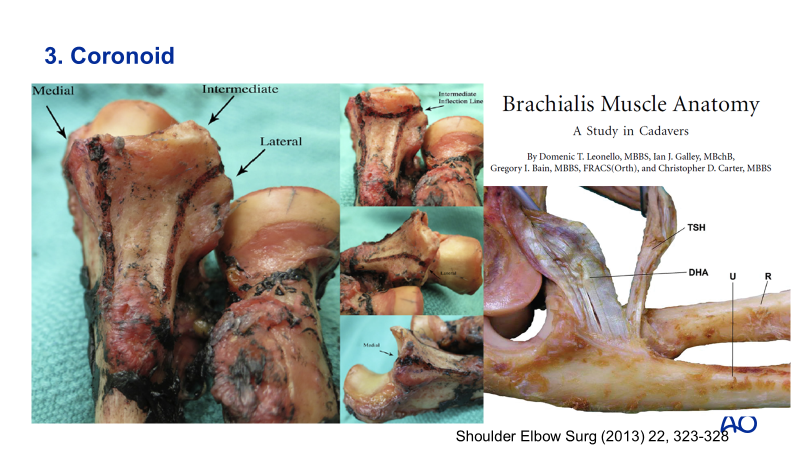 3. Coronoid
Medial
Intermediate
Lateral
Intermediate
Inflection Line
Lateral
Medial
Brachialis Muscle Anatomy
A Study in Cadavers
By Domenic T. Leonello, MBBS, Ian J. Galley, MBChB,
Gregory I. Bain, MBBS, FRACS(Orth), and Christopher D. Carter, MBBS
TSH
DHA
U
R
AO
Shoulder Elbow Surg (2013) 22, 323-328